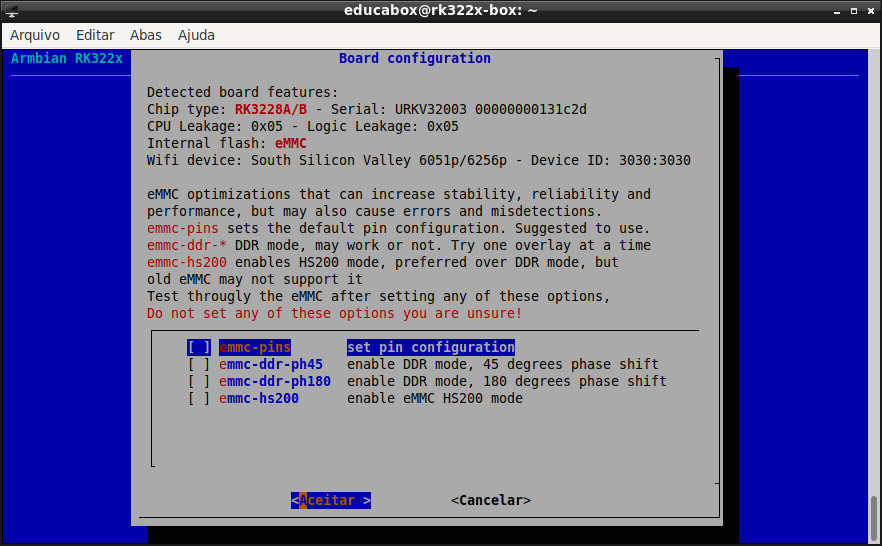 educabox@rk322x-box: ~
Arquivo Editar Abas Ajuda
Armbian RK322x
Board configuration
Detected board features:
Chip type: RK3228A/B - Serial: URKV32003 00000000131c2d
CPU Leakage: 0x05 - Logic Leakage: 0x05
Internal flash: eMMC
Wifi device: South Silicon Valley 6051p/6256p - Device ID: 3030:3030
eMMC optimizations that can increase stability, reliability and
performance, but may also cause errors and misdetections.
emmc-pins sets the default pin configuration. Suggested to use.
emmc-ddr-* DDR mode, may work or not. Try one overlay at a time
emmc-hs200 enables HS200 mode, preferred over DDR mode, but
old eMMC may not support it
Test througly the eMMC after setting any of these options,
Do not set any of these options you are unsure!
[ ] emmc-pins set pin configuration
[ ] emmc-ddr-ph45 enable DDR mode, 45 degrees phase shift
[ ] emmc-ddr-ph180 enable DDR mode, 180 degrees phase shift
[ ] emmc-hs200 enable eMMC HS200 mode
<Aceitar > <Cancelar>